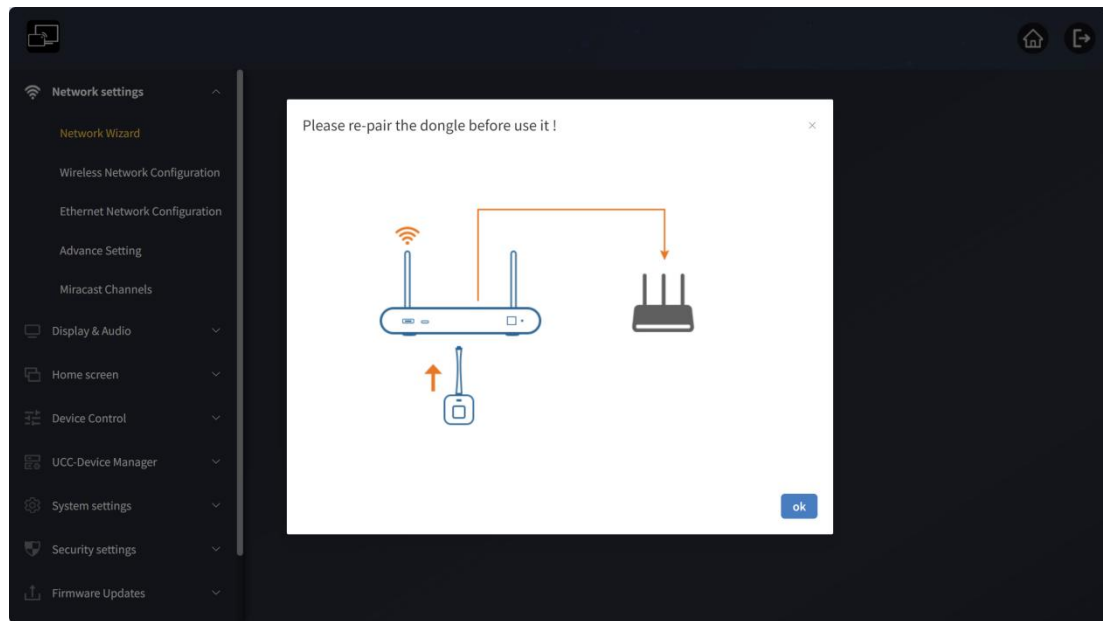 Network settings
Network Wizard
Wireless Network Configuration
Ethernet Network Configuration
Advance Setting
Miracast Channels
Display & Audio
Home screen
Device Control
UCC-Device Manager
System settings
Security settings
Firmware Updates
Please re-pair the dongle before use it !
ok